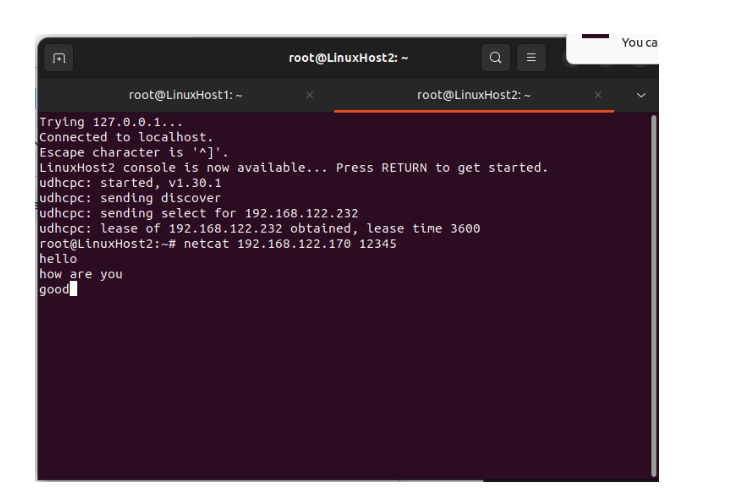 You ca
root@LinuxHost2: ~
root@LinuxHost1: ~
root@LinuxHost2: ~
Trying 127.0.0.1...
Connected to localhost.
Escape character is '^]'.
LinuxHost2 console is now available... Press RETURN to get started.
udhcpc: started, v1.30.1
udhcpc: sending discover
udhcpc: sending select for 192.168.122.232
udhcpc: lease of 192.168.122.232 obtained, lease time 3600
root@LinuxHost2:~# netcat 192.168.122.170 12345
hello
how are you
good